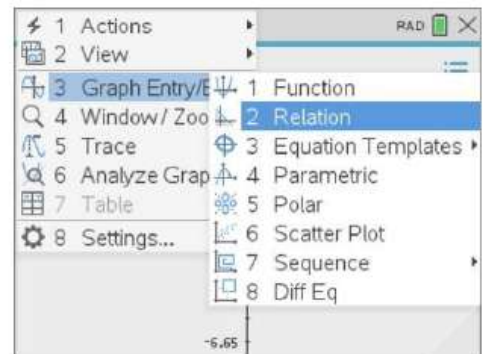 1 Actions
RAD
2 View
3 Graph Entry/E
4 Window / Zoo
5 Trace
6 Analyze Grap
7 Table
8 Settings...
1 Function
2 Relation
3 Equation Templates
4 Parametric
5 Polar
6 Scatter Plot
7 Sequence
8 Diff Eq
-6.65